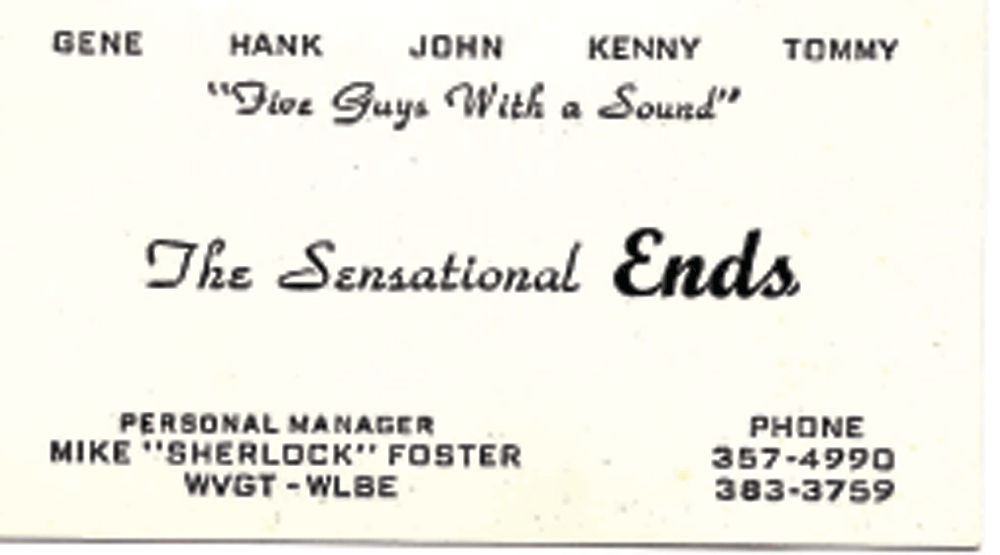 GENE HANK JOHN KENNY TOMMY
"Five Guys With a Sound"
The Sensational Ends
PERSONAL MANAGER
MIKE "SHERLOCK" FOSTER
WVGT - WLBE
PHONE
357-4990
383-3759